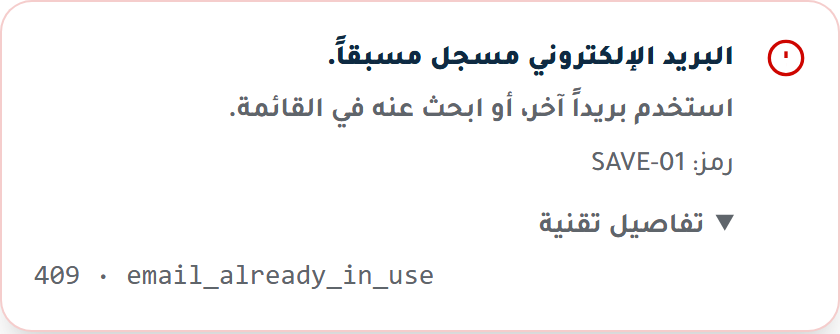 البريد الإلكتروني مسجل مسبقاً.
استخدم بريداً آخر، أو ابحث عنه في القائمة.
رمز: SAVE-01
▼ تفاصيل تقنية
409 · email_already_in_use